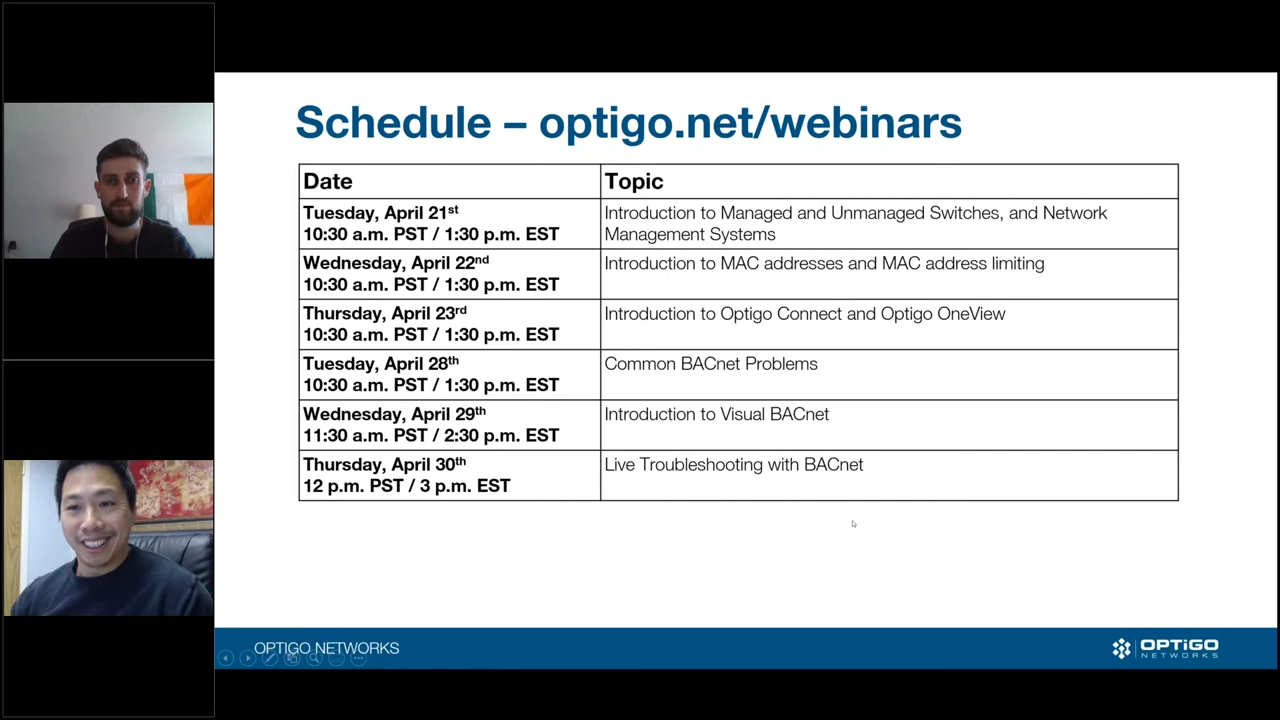 Schedule – optigo.net/webinars
Date
Topic
Tuesday, April 21st
10:30 a.m. PST / 1:30 p.m. EST
Introduction to Managed and Unmanaged Switches, and Network
Management Systems
Wednesday, April 22nd
10:30 a.m. PST / 1:30 p.m. EST
Introduction to MAC addresses and MAC address limiting
Thursday, April 23rd
10:30 a.m. PST / 1:30 p.m. EST
Introduction to Optigo Connect and Optigo OneView
Tuesday, April 28th
10:30 a.m. PST / 1:30 p.m. EST
Common BACnet Problems
Wednesday, April 29th
11:30 a.m. PST / 2:30 p.m. EST
Introduction to Visual BACnet
Thursday, April 30th
12 p.m. PST / 3 p.m. EST
Live Troubleshooting with BACnet
OPTIGO NETWORKS
OPTiGO
NETWORKS